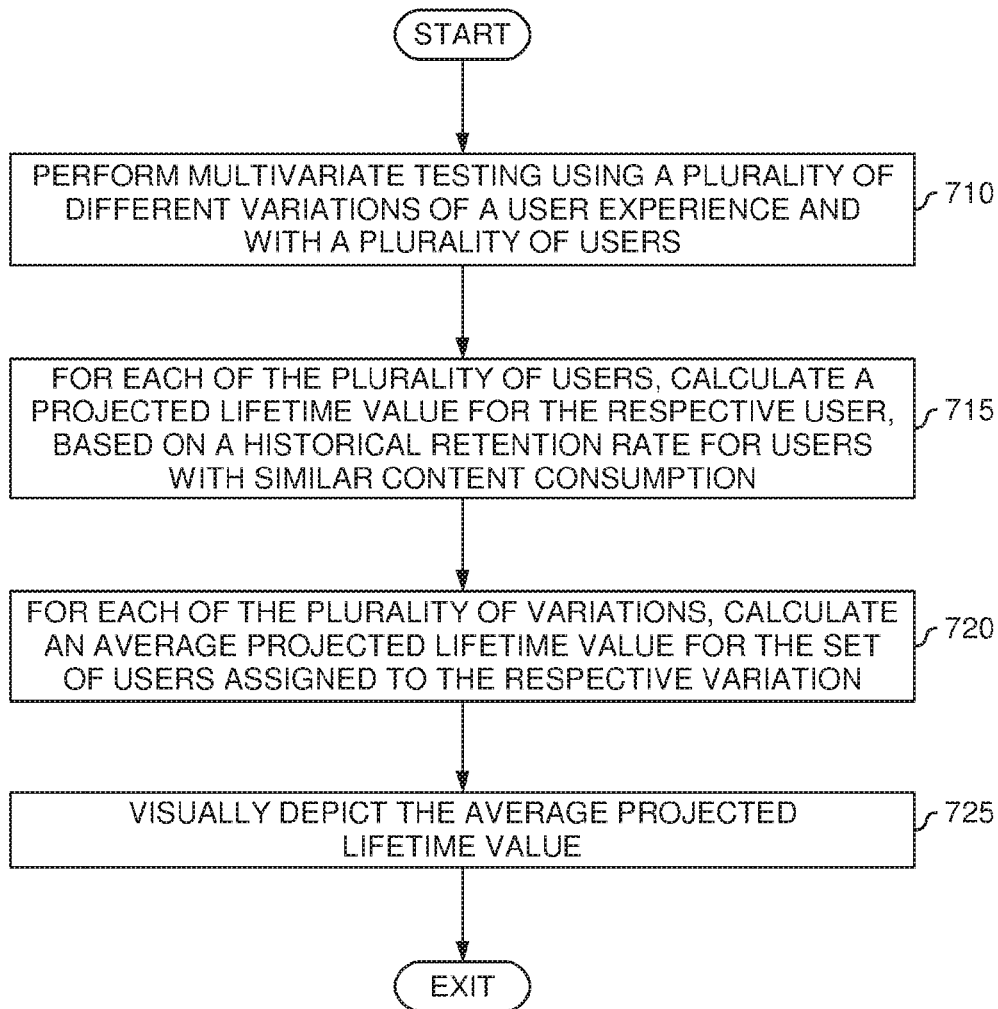 START
PERFORM MULTIVARIATE TESTING USING A PLURALITY OF
DIFFERENT VARIATIONS OF A USER EXPERIENCE AND
WITH A PLURALITY OF USERS
710
FOR EACH OF THE PLURALITY OF USERS, CALCULATE A
PROJECTED LIFETIME VALUE FOR THE RESPECTIVE USER,
BASED ON A HISTORICAL RETENTION RATE FOR USERS
WITH SIMILAR CONTENT CONSUMPTION
715
FOR EACH OF THE PLURALITY OF VARIATIONS, CALCULATE
AN AVERAGE PROJECTED LIFETIME VALUE FOR THE SET
OF USERS ASSIGNED TO THE RESPECTIVE VARIATION
720
VISUALLY DEPICT THE AVERAGE PROJECTED
LIFETIME VALUE
725
EXIT